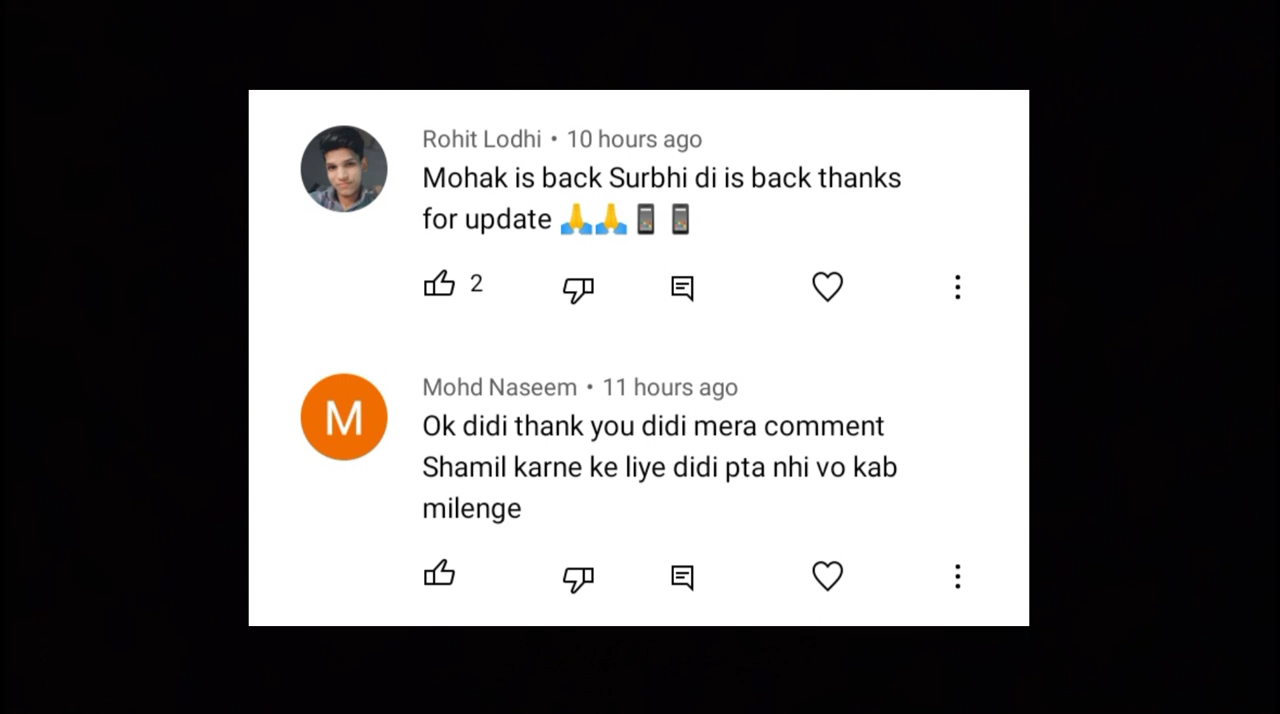 Rohit Lodhi • 10 hours ago
Mohak is back Surbhi di is back thanks
for update 🙏🙏📱📱
2
M
Mohd Naseem • 11 hours ago
Ok didi thank you didi mera comment
Shamil karne ke liye didi pta nhi vo kab
milenge